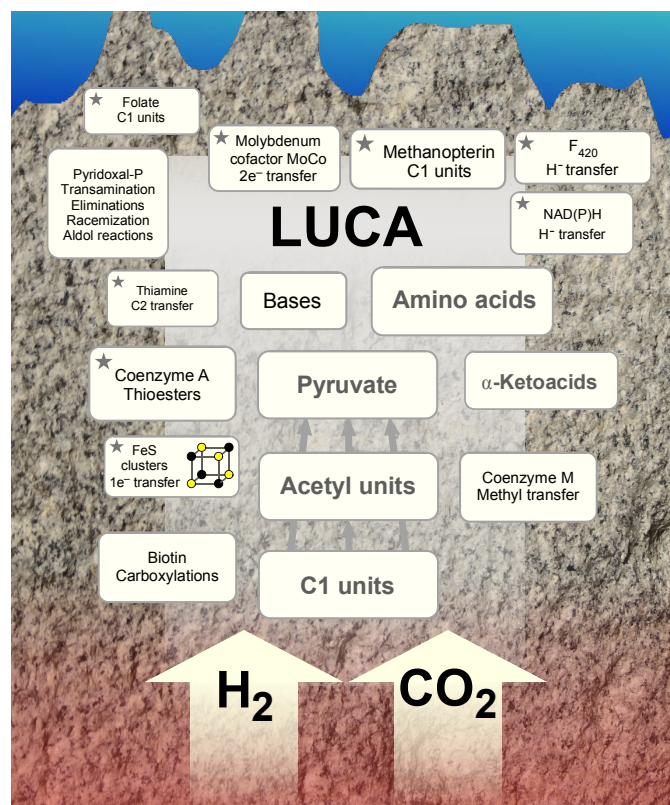 Folate
C1 units
Molybdenum
cofactor MoCo
2e⁻ transfer
Methanopterin
C1 units
F₄₂₀
H⁻ transfer
Pyridoxal-P
Transamination
Eliminations
Racemization
Aldol reactions
NAD(P)H
H⁻ transfer
LUCA
Thiamine
C2 transfer
Bases
Amino acids
Coenzyme A
Thioesters
Pyruvate
α-Ketoacids
FeS
clusters
1e⁻ transfer
Acetyl units
Coenzyme M
Methyl transfer
Biotin
Carboxylations
C1 units
H₂
CO₂